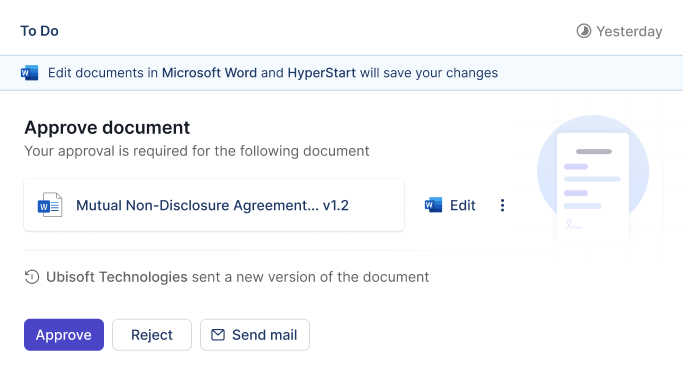 To Do
Yesterday
Edit documents in Microsoft Word and HyperStart will save your changes
Approve document
Your approval is required for the following document
Mutual Non-Disclosure Agreement... v1.2
Edit
Ubisoft Technologies sent a new version of the document
Approve
Reject
Send mail